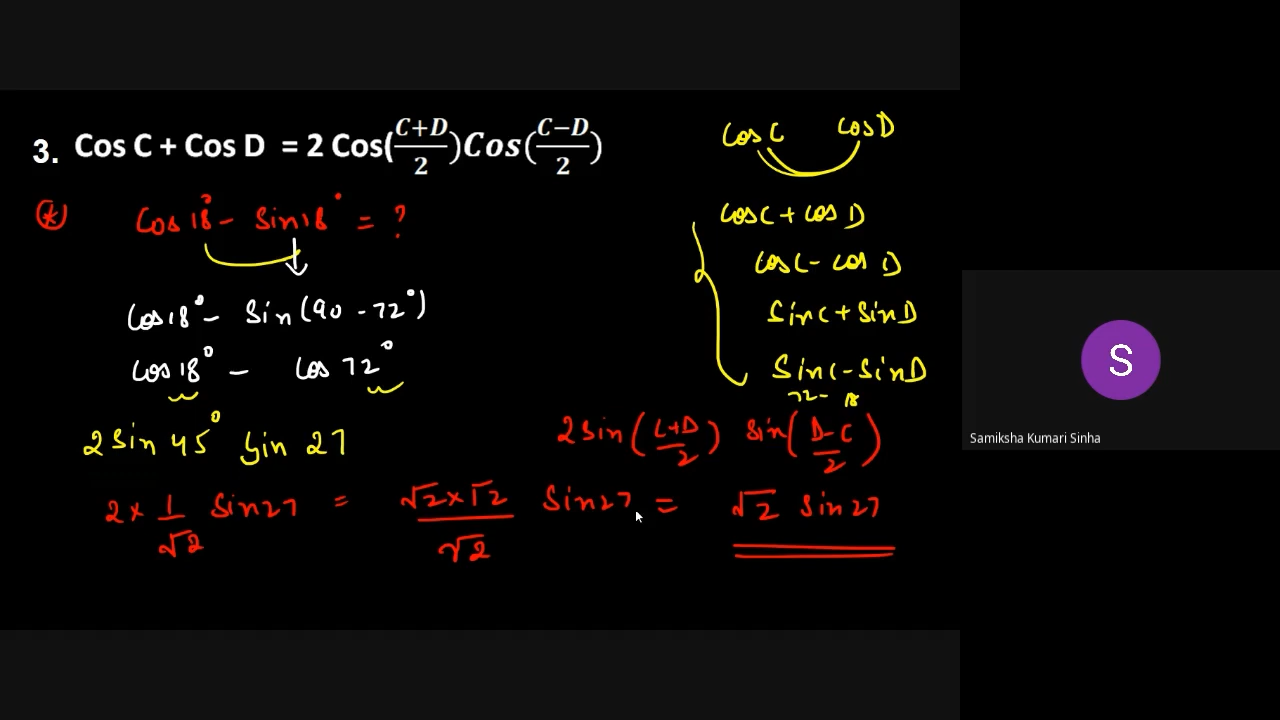 3. Cos C + Cos D = 2 Cos((C+D)/2)Cos((C−D)/2)
Cos C Cos D
* Cos 18° - Sin 18° = ?
Cos C + Cos D
Cos C - Cos D
Cos 18° - Sin (90 - 72°)
Sin C + Sin D
Cos 18° - Cos 72°
Sin C - Sin D
72 - 18
2 Sin 45° Sin 27
2 Sin ((C+D)/2) Sin ((D-C)/2)
2 × 1/√2 Sin 27 = √2×√2/√2 Sin 27 = √2 Sin 27
S
Samiksha Kumari Sinha